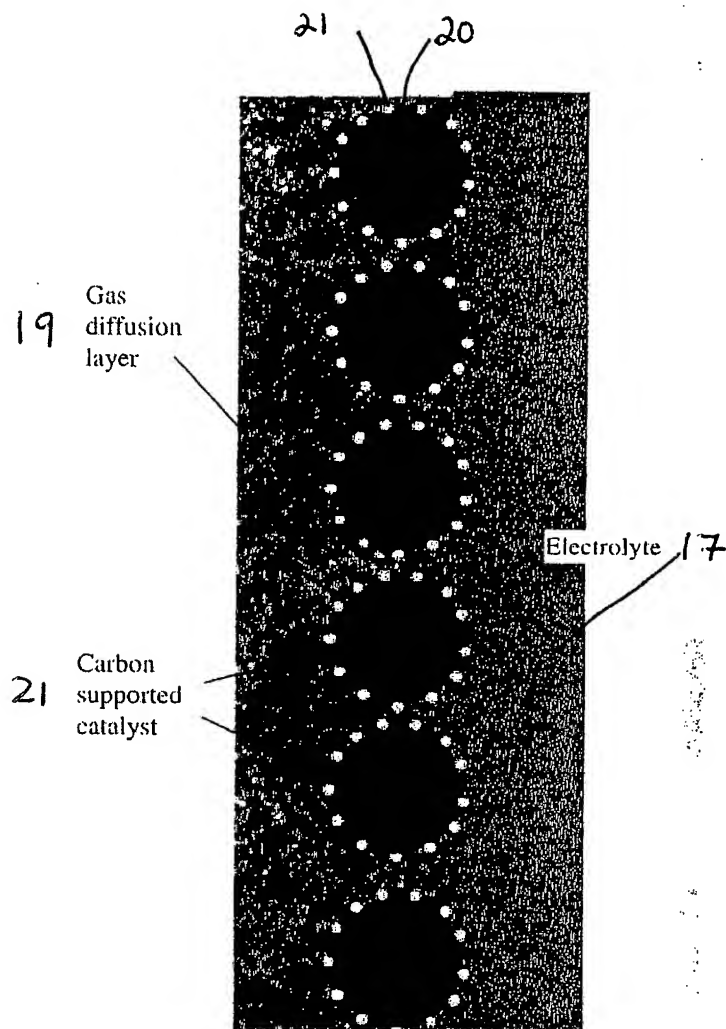 21 20
19 Gas
diffusion
layer
Electrolyte 17
21 Carbon
supported
catalyst